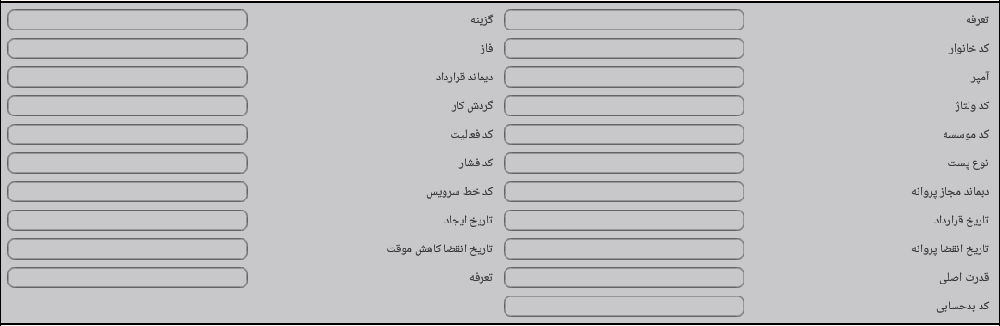 تعرفه گزینه
کد خانوار فاز
آمپر دیماند قرارداد
کد ولتاژ گردش کار
کد موسسه کد فعالیت
نوع پست کد فشار
دیماند مجاز پروانه کد خط سرویس
تاریخ قرارداد تاریخ ایجاد
تاریخ انقضا پروانه تاریخ انقضا کاهش موقت
قدرت اصلی تعرفه
کد بدحسابی